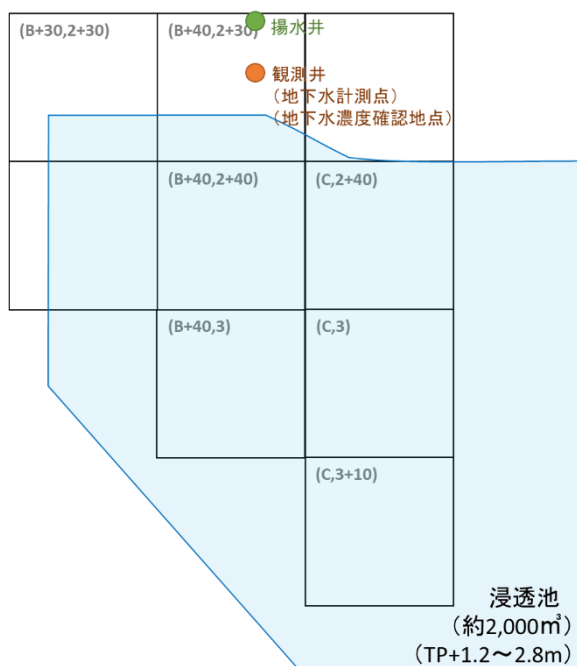 (B+30,2+30)
(B+40,2+30)
揚水井
観測井
（地下水計測点）
（地下水濃度確認地点）
(B+40,2+40)
(C,2+40)
(B+40,3)
(C,3)
(C,3+10)
浸透池
（約2,000㎥）
（TP+1.2～2.8m）